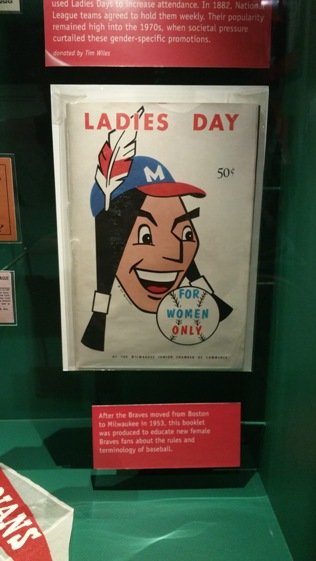 used Ladies Days to increase attendance. In 1882, National
League teams agreed to hold them weekly. Their popularity
remained high into the 1970s, when societal pressure
curtailed these gender-specific promotions.
donated by Tim Wiles
LADIES DAY
M
50¢
FOR
WOMEN
ONLY
BY THE MILWAUKEE JUNIOR CHAMBER OF COMMERCE
After the Braves moved from Boston
to Milwaukee in 1953, this booklet
was produced to educate new female
Braves fans about the rules and
terminology of baseball.